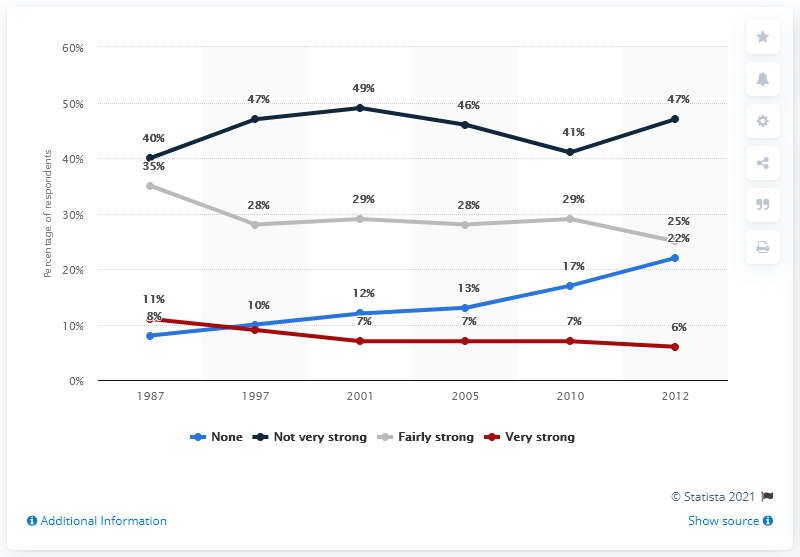 60%
50%
40%
30%
20%
10%
0%
Percentage of respondents
40% 47% 49% 46% 41% 47%
35% 28% 29% 28% 29% 25%
8% 10% 12% 13% 17% 22%
11% 7% 7% 7% 6%
1987 1997 2001 2005 2010 2012
None Not very strong Fairly strong Very strong
© Statista 2021
Additional Information Show source